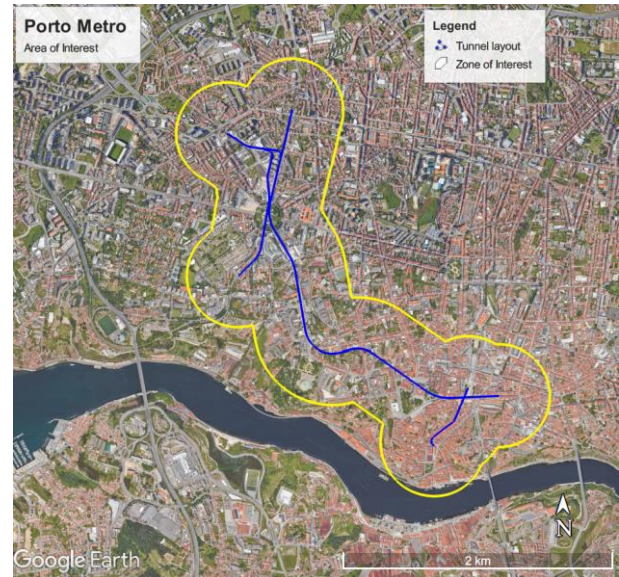 Porto Metro
Area of Interest
Legend
Tunnel layout
Zone of Interest
N
Google Earth
2 km